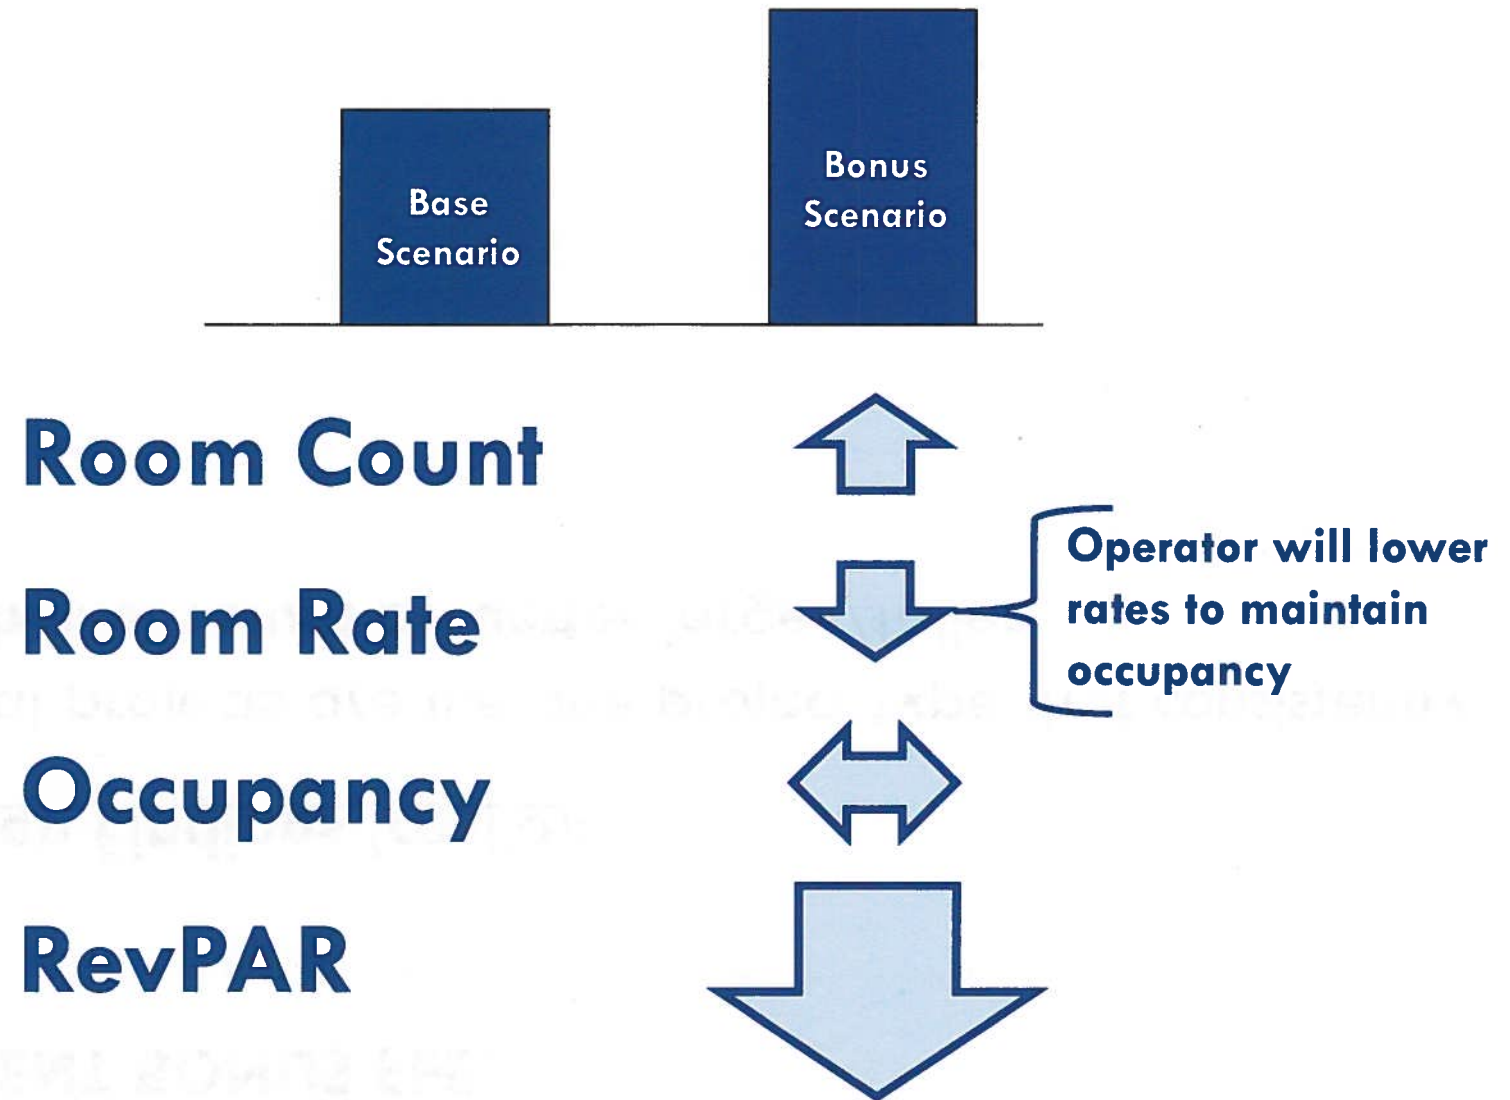 Base
Scenario
Bonus
Scenario
Room Count
Room Rate
Operator will lower
rates to maintain
occupancy
Occupancy
RevPAR